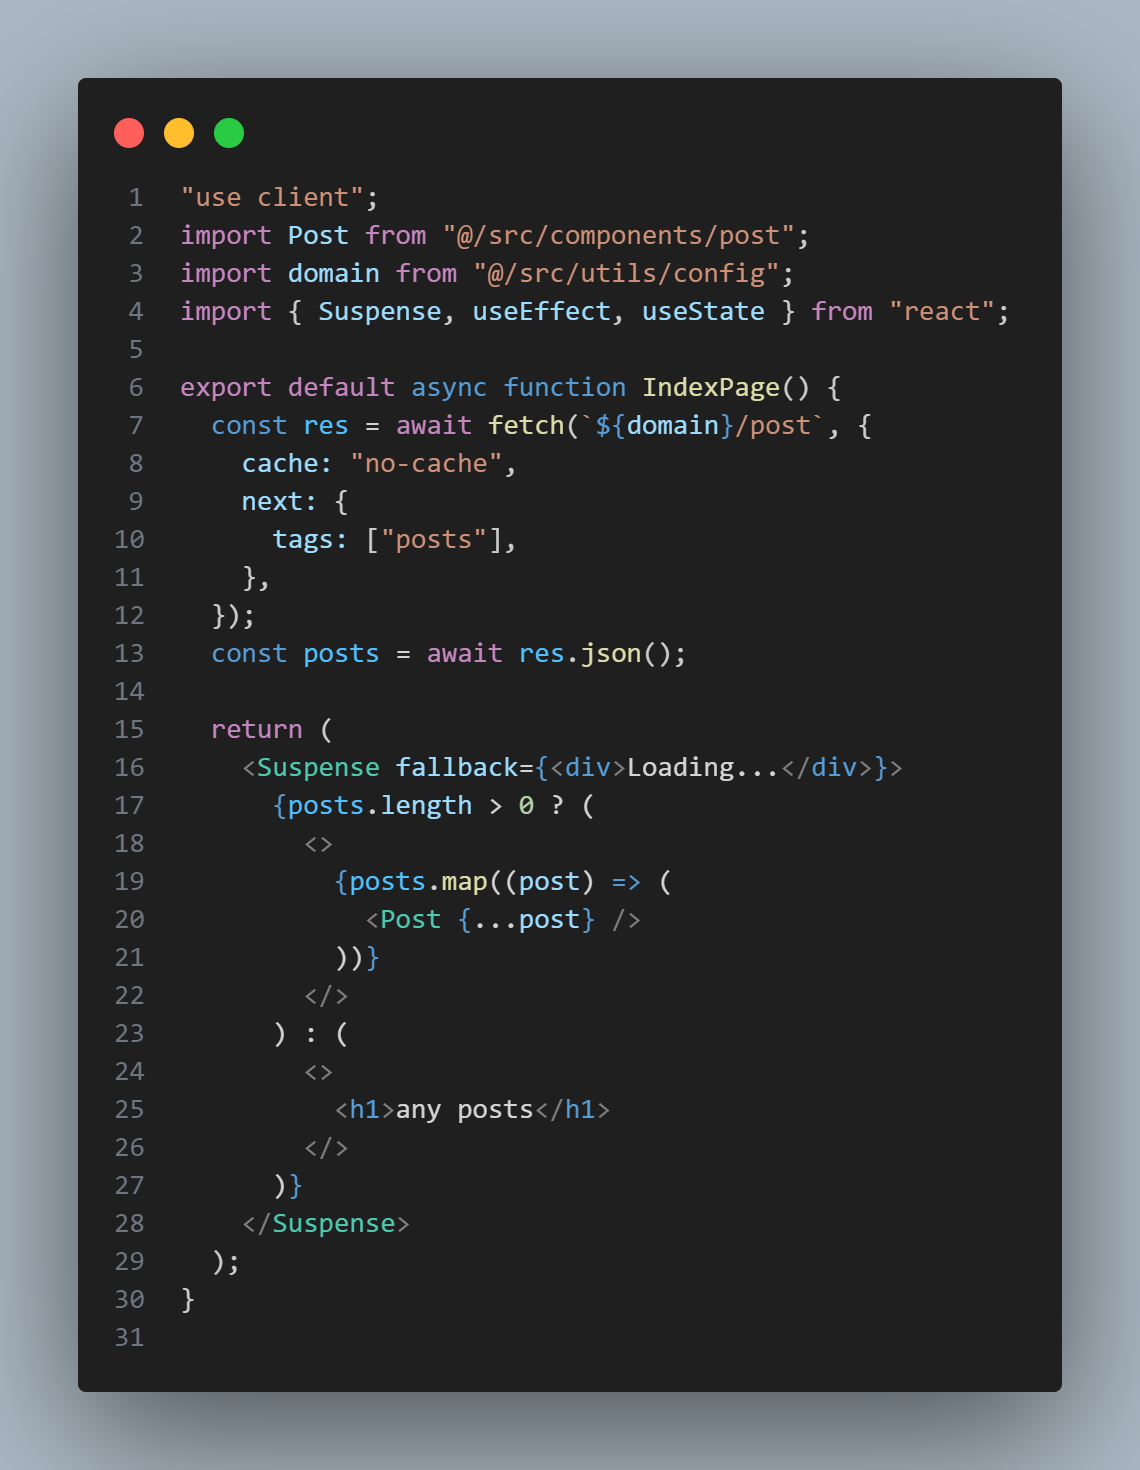 1 "use client";
2 import Post from "@/src/components/post";
3 import domain from "@/src/utils/config";
4 import { Suspense, useEffect, useState } from "react";
5
6 export default async function IndexPage() {
7   const res = await fetch(`${domain}/post`, {
8     cache: "no-cache",
9     next: {
10       tags: ["posts"],
11     },
12   });
13   const posts = await res.json();
14
15   return (
16     <Suspense fallback={<div>Loading...</div>}>
17       {posts.length > 0 ? (
18         <>
19           {posts.map((post) => (
20             <Post {...post} />
21           ))}
22         </>
23       ) : (
24         <>
25           <h1>any posts</h1>
26         </>
27       )}
28     </Suspense>
29   );
30 }
31